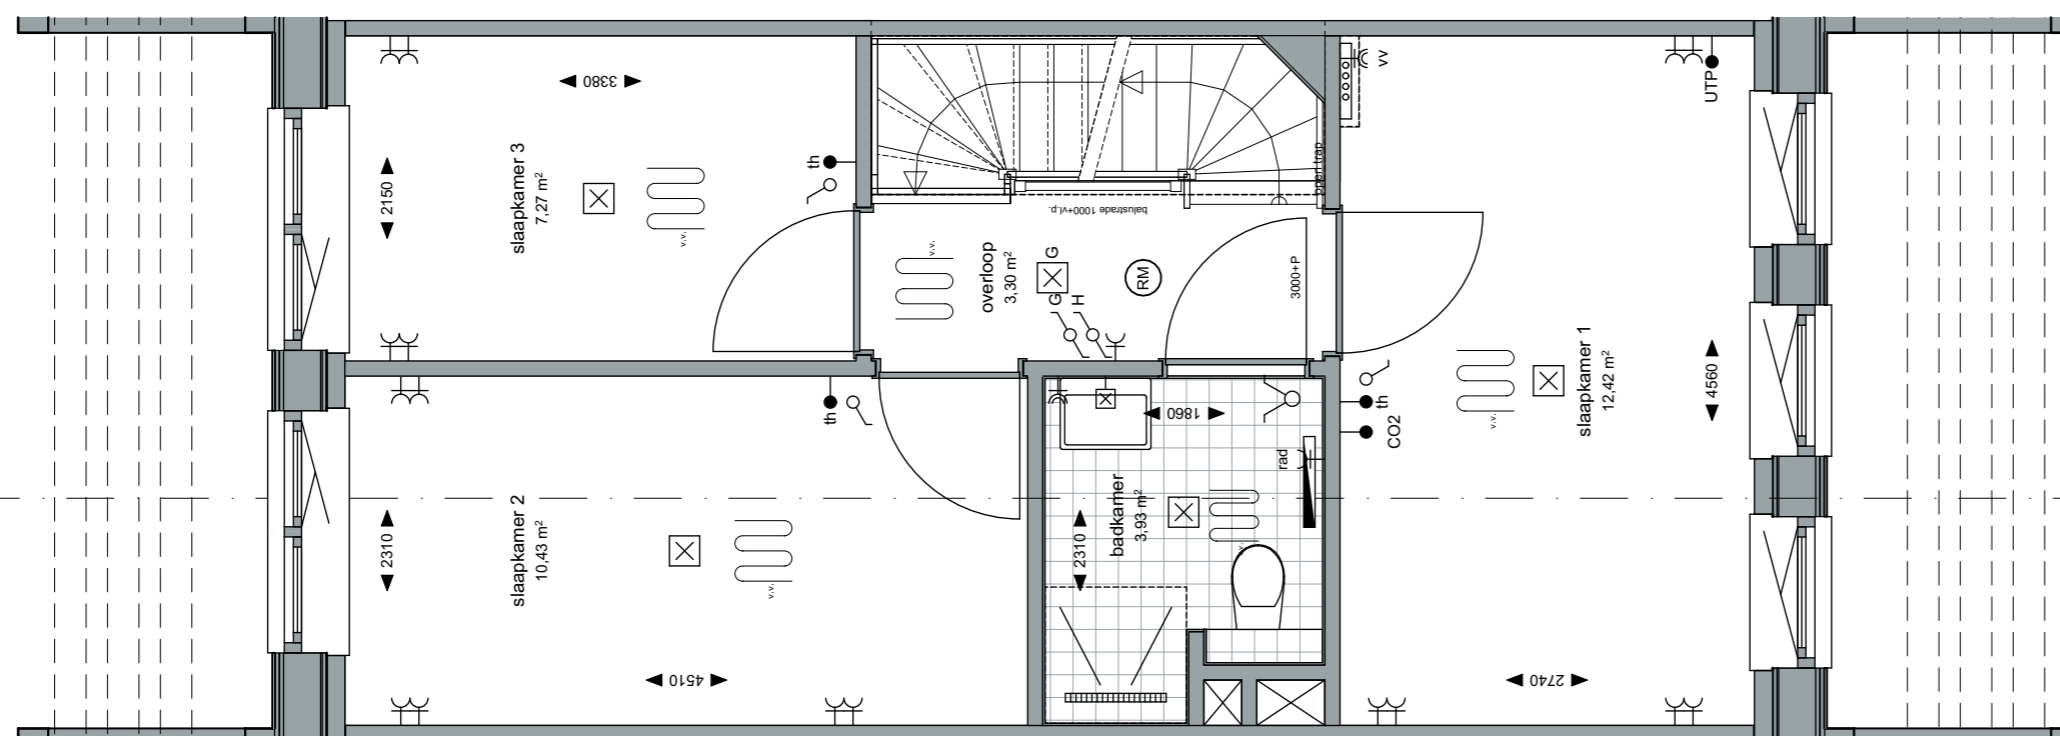 3380
slaapkamer 3
7,27 m²
2150
v.v.
th
overloop
3,30 m²
v.v.
G
G
H
RM
balustrade 1000+vl.p.
open trap
3000+P
vv
UTP
slaapkamer 1
12,42 m²
v.v.
4560
2740
th
CO2
slaapkamer 2
10,43 m²
2310
4510
v.v.
th
badkamer
3,93 m²
2310
1860
rad
v.v.